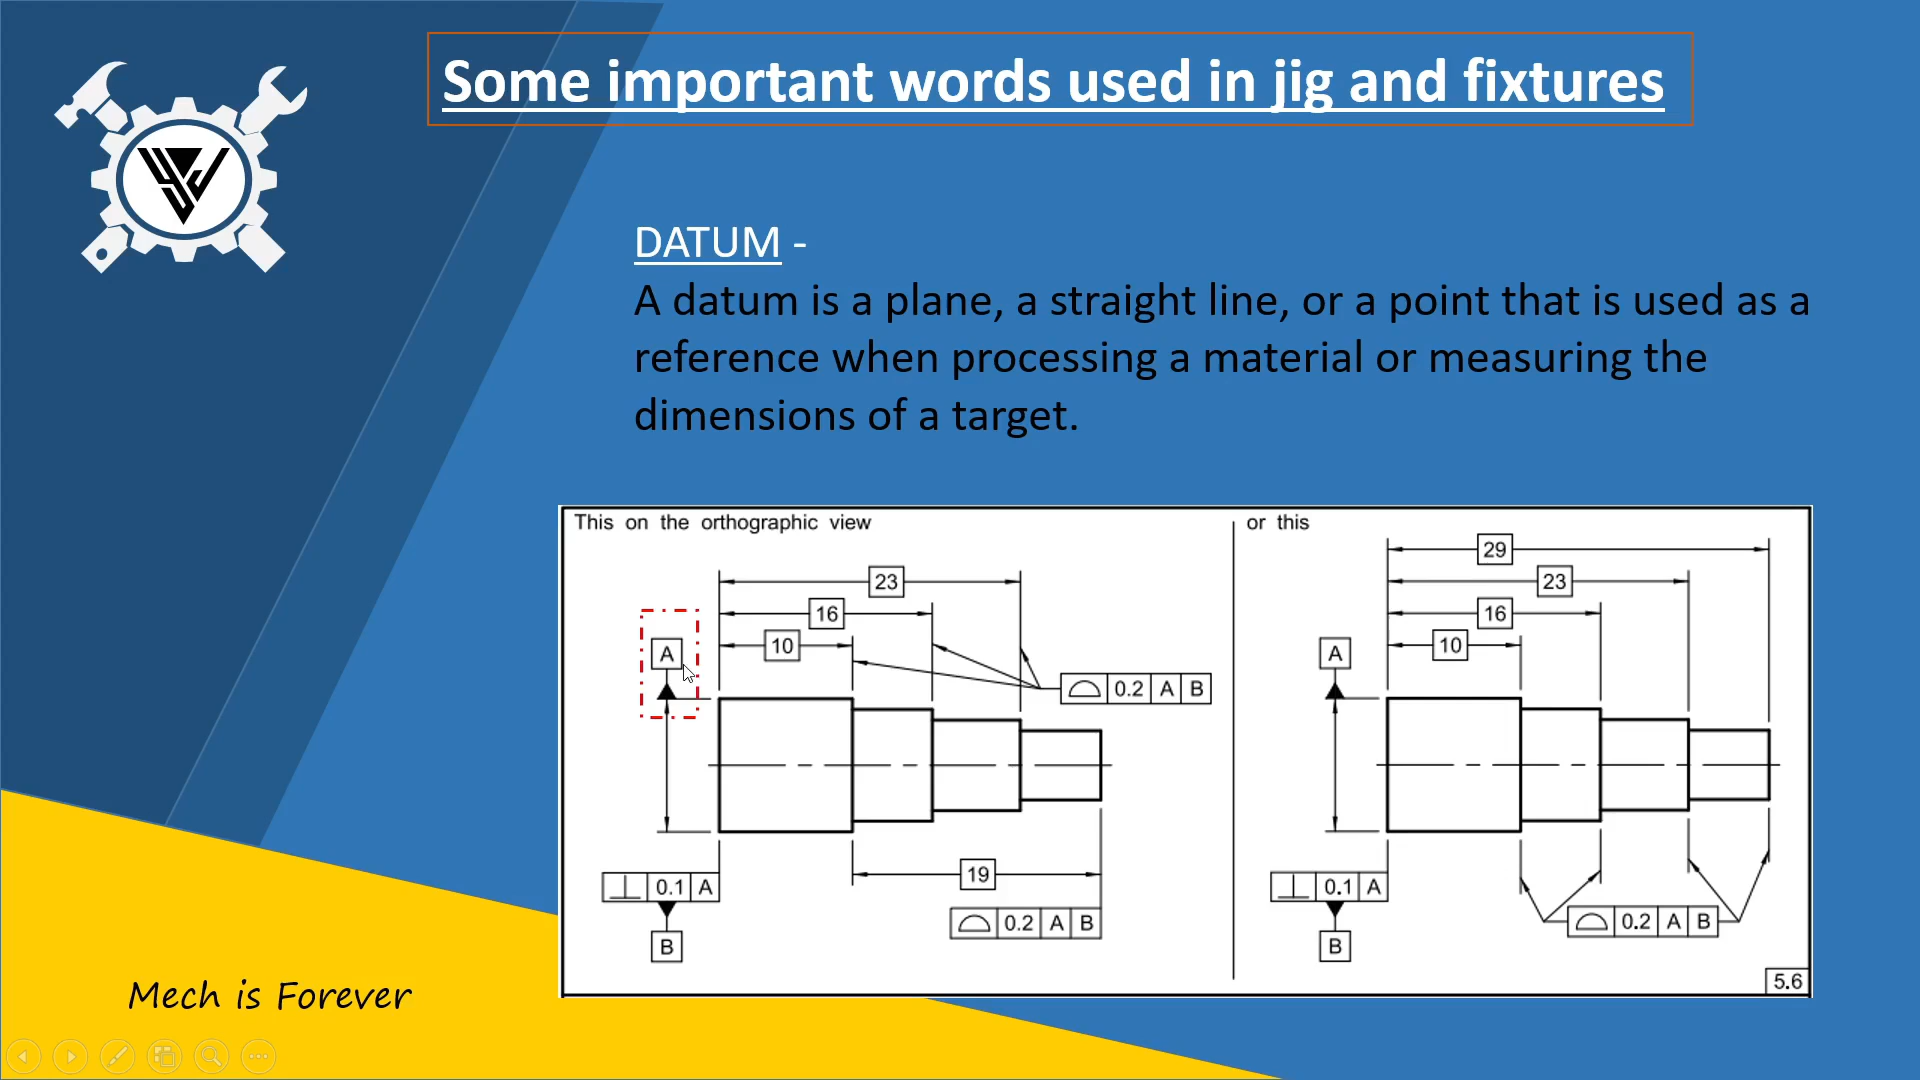 Some important words used in jig and fixtures
DATUM -
A datum is a plane, a straight line, or a point that is used as a
reference when processing a material or measuring the
dimensions of a target.
This on the orthographic view
23
16
10
A
0.2 A B
19
0.1 A
0.2 A B
B
or this
29
23
16
10
A
0.1 A
0.2 A B
B
5.6
Mech is Forever